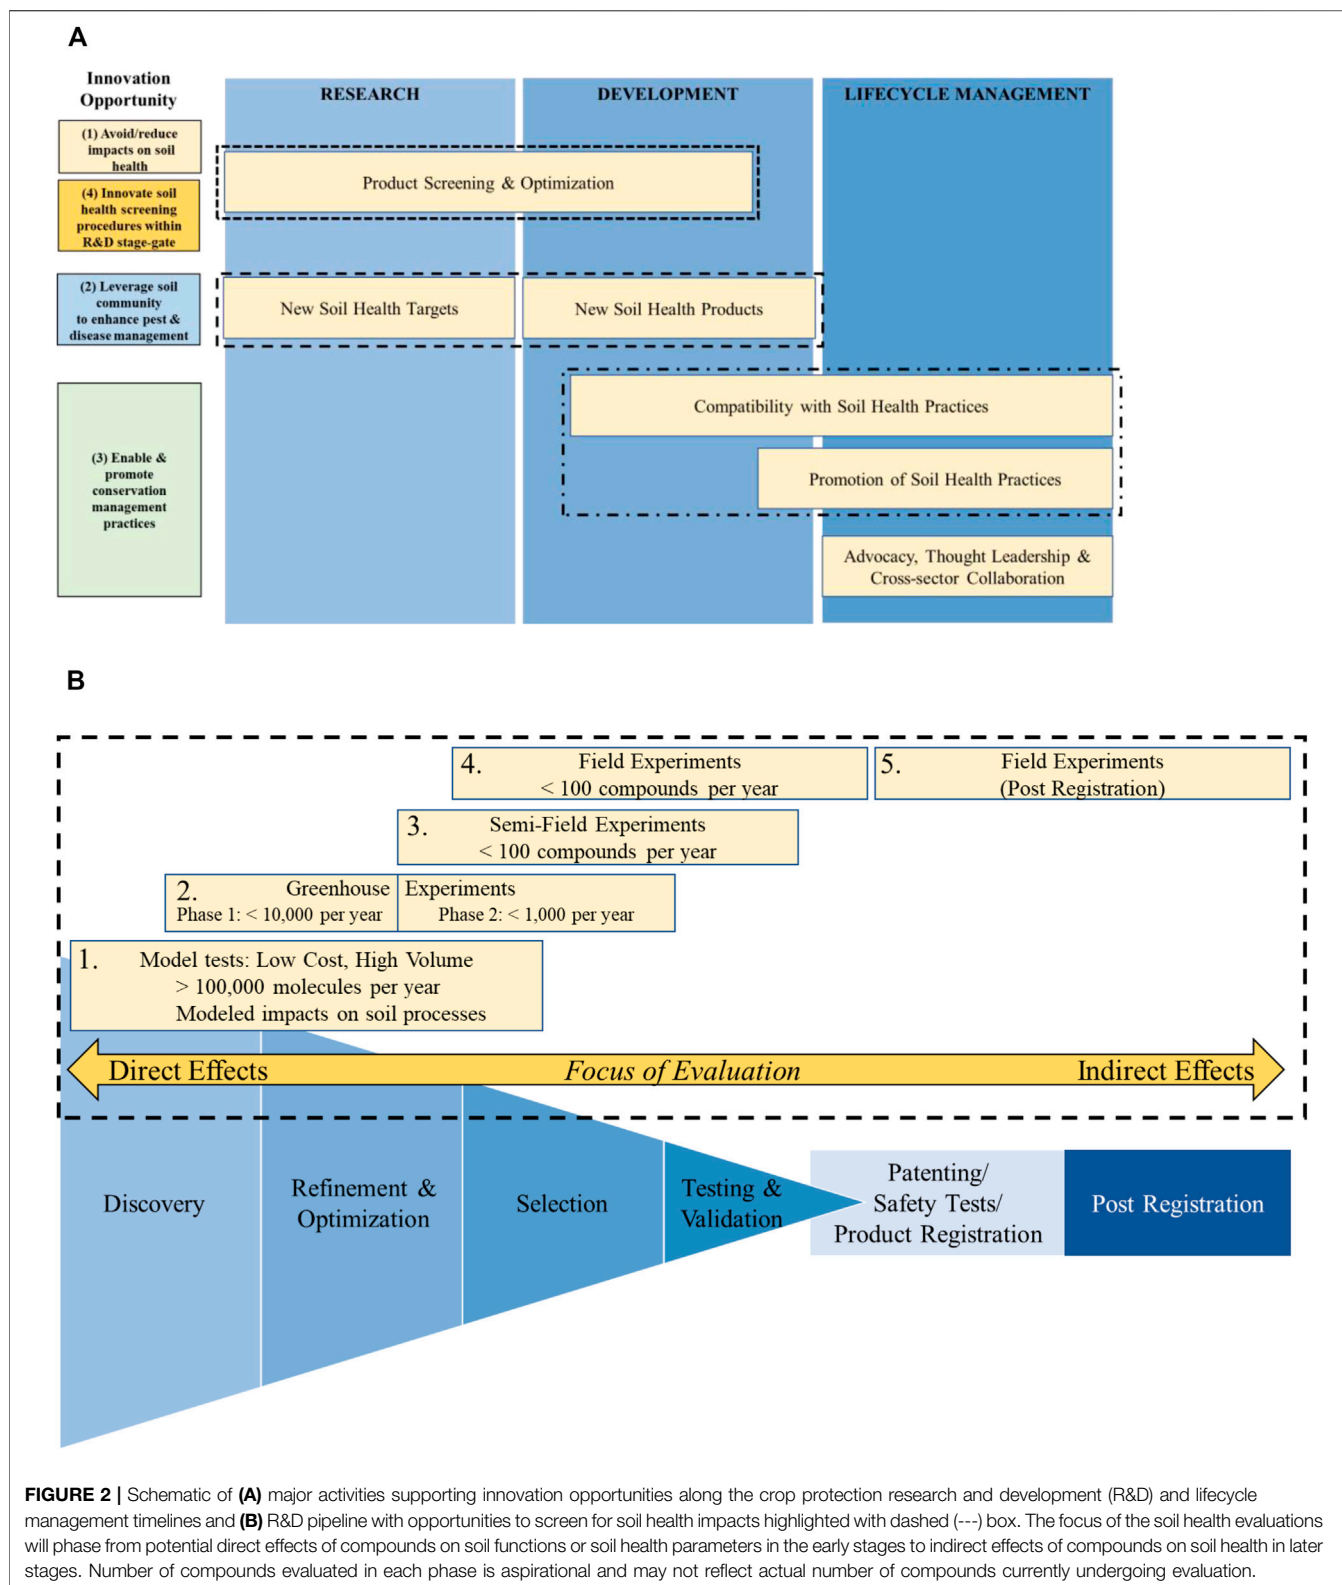 A
Innovation
Opportunity
RESEARCH
DEVELOPMENT
LIFECYCLE MANAGEMENT
(1) Avoid/reduce
impacts on soil
health
(4) Innovate soil
health screening
procedures within
R&D stage-gate
Product Screening & Optimization
(2) Leverage soil
community
to enhance pest &
disease management
New Soil Health Targets
New Soil Health Products
(3) Enable &
promote
conservation
management
practices
Compatibility with Soil Health Practices
Promotion of Soil Health Practices
Advocacy, Thought Leadership &
Cross-sector Collaboration
B
4.
Field Experiments
< 100 compounds per year
5.
Field Experiments
(Post Registration)
3.
Semi-Field Experiments
< 100 compounds per year
2.
Greenhouse Experiments
Phase 1: < 10,000 per year
Phase 2: < 1,000 per year
1.
Model tests: Low Cost, High Volume
> 100,000 molecules per year
Modeled impacts on soil processes
Direct Effects
Focus of Evaluation
Indirect Effects
Discovery
Refinement &
Optimization
Selection
Testing &
Validation
Patenting/
Safety Tests/
Product Registration
Post Registration
FIGURE 2 | Schematic of (A) major activities supporting innovation opportunities along the crop protection research and development (R&D) and lifecycle
management timelines and (B) R&D pipeline with opportunities to screen for soil health impacts highlighted with dashed (---) box. The focus of the soil health evaluations
will phase from potential direct effects of compounds on soil functions or soil health parameters in the early stages to indirect effects of compounds on soil health in later
stages. Number of compounds evaluated in each phase is aspirational and may not reflect actual number of compounds currently undergoing evaluation.